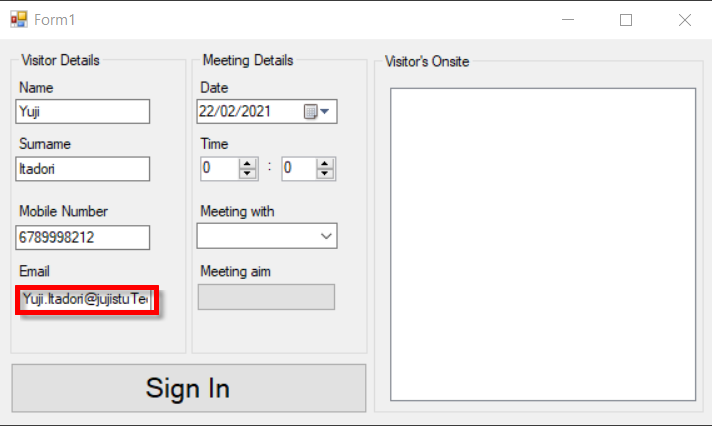 Form1
Visitor Details
Name
Yuji
Surname
Itadori
Mobile Number
6789998212
Email
Yuji.Itadori@jujistuTe
Meeting Details
Date
22/02/2021
Time
0 : 0
Meeting with
Meeting aim
Visitor's Onsite
Sign In